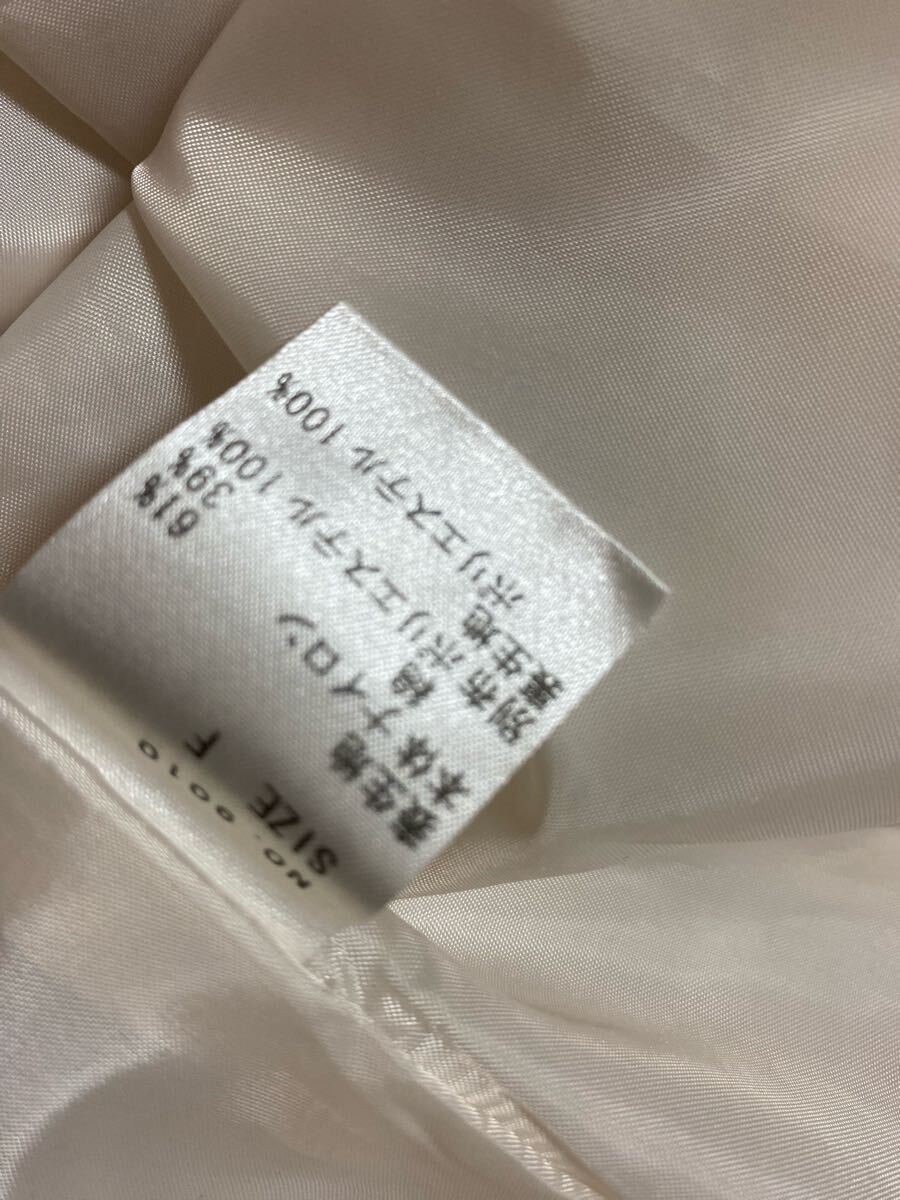 NO. 0010
SIZE F
表生地
本体 ナイロン 61%
綿 39%
別布 ポリエステル 100%
裏生地
ポリエステル 100%